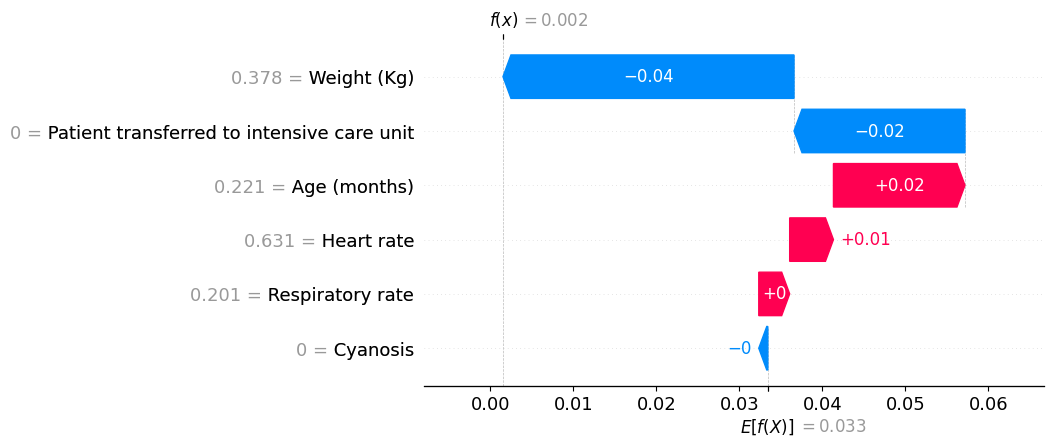 f(x) = 0.002
0.378 = Weight (Kg)
−0.04
0 = Patient transferred to intensive care unit
−0.02
0.221 = Age (months)
+0.02
0.631 = Heart rate
+0.01
0.201 = Respiratory rate
+0
0 = Cyanosis
−0
0.00 0.01 0.02 0.03 0.04 0.05 0.06
E[f(X)] = 0.033